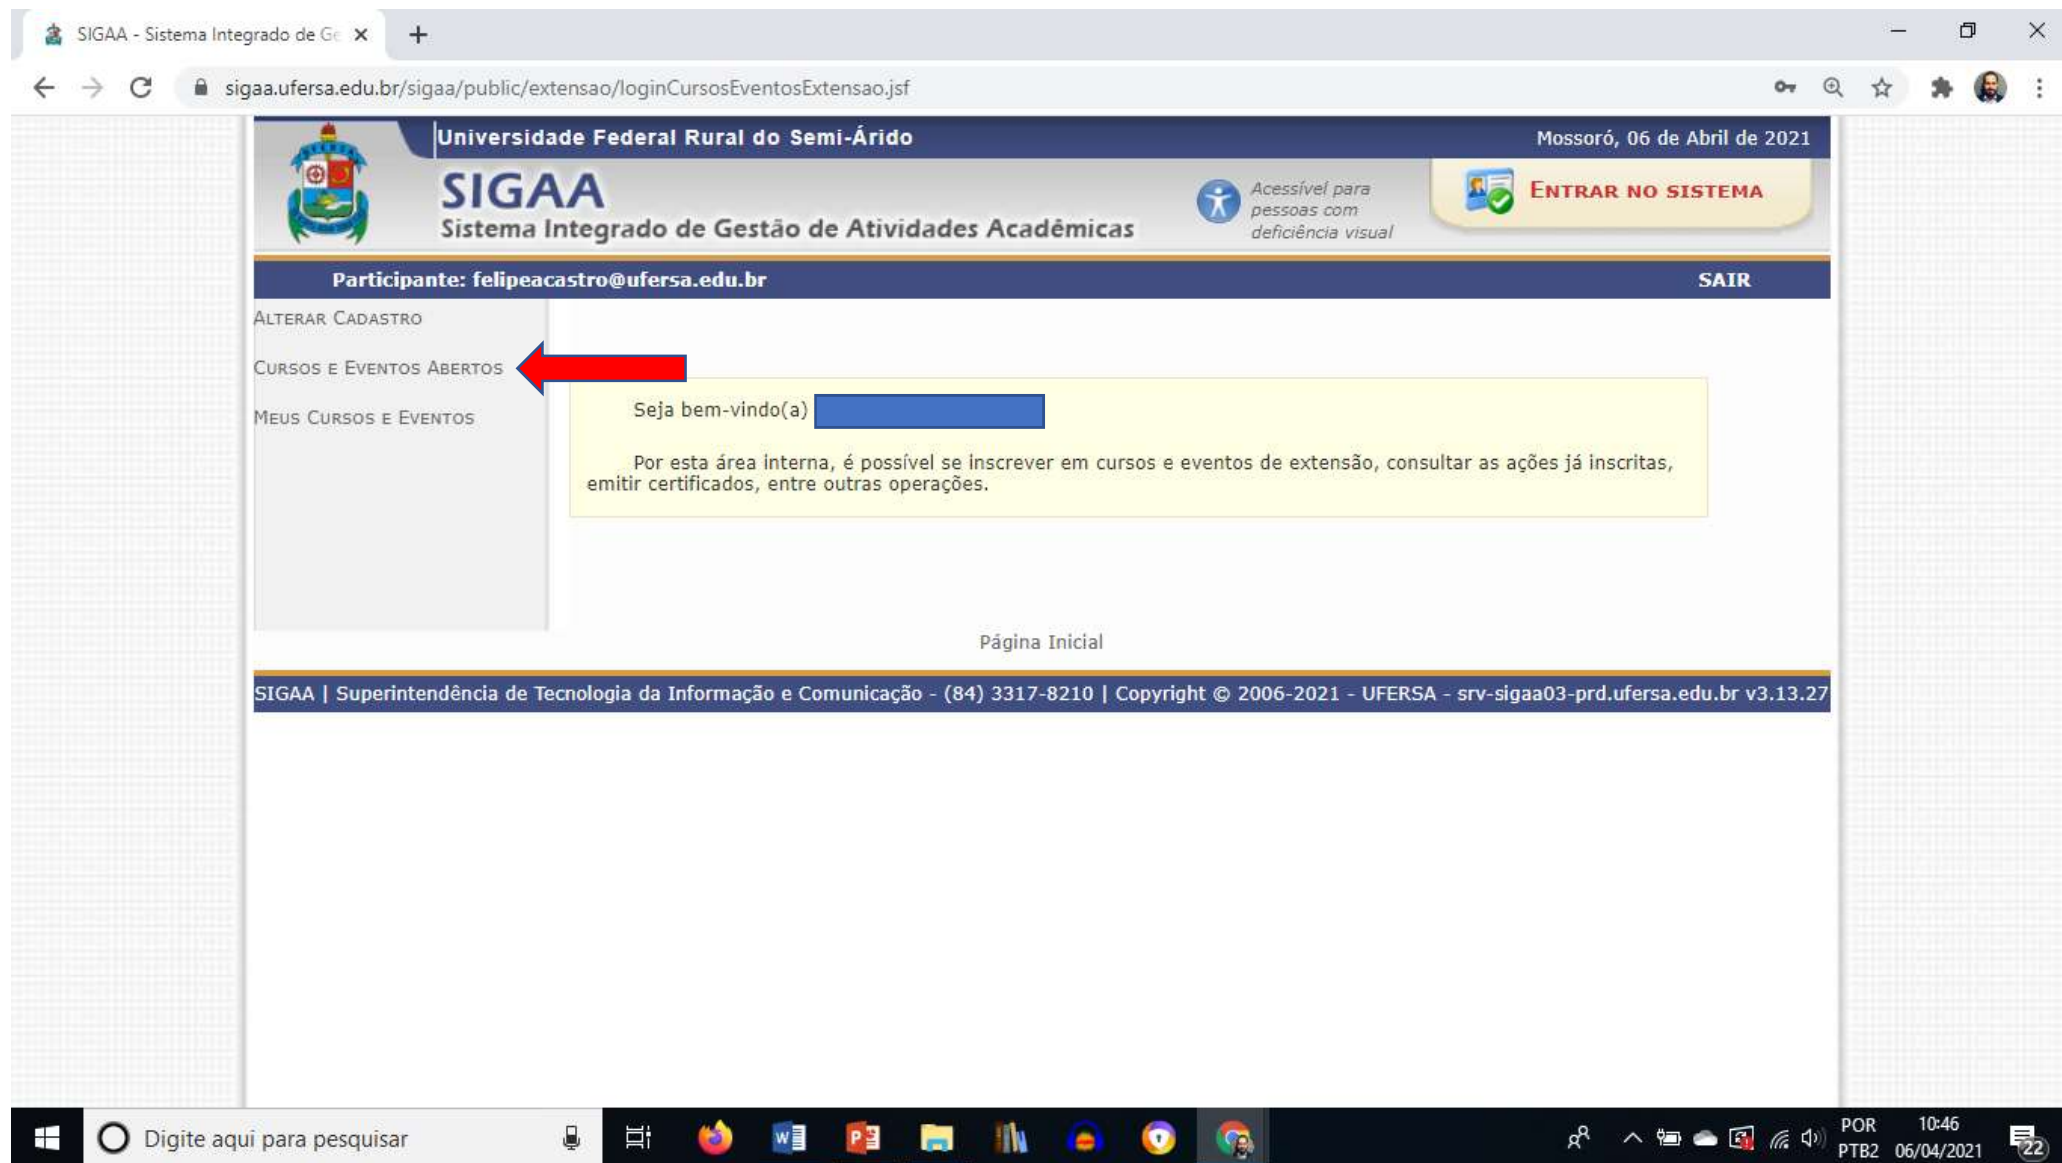 SIGAA - Sistema Integrado de Ge
sigaa.ufersa.edu.br/sigaa/public/extensao/loginCursosEventosExtensao.jsf
Universidade Federal Rural do Semi-Árido
Mossoró, 06 de Abril de 2021
SIGAA
Sistema Integrado de Gestão de Atividades Acadêmicas
Acessível para
pessoas com
deficiência visual
ENTRAR NO SISTEMA
Participante: felipeacastro@ufersa.edu.br
SAIR
ALTERAR CADASTRO
CURSOS E EVENTOS ABERTOS
MEUS CURSOS E EVENTOS
Seja bem-vindo(a)
Por esta área interna, é possível se inscrever em cursos e eventos de extensão, consultar as ações já inscritas,
emitir certificados, entre outras operações.
Página Inicial
SIGAA | Superintendência de Tecnologia da Informação e Comunicação - (84) 3317-8210 | Copyright © 2006-2021 - UFERSA - srv-sigaa03-prd.ufersa.edu.br v3.13.27
Digite aqui para pesquisar
POR
PTB2
10:46
06/04/2021
22